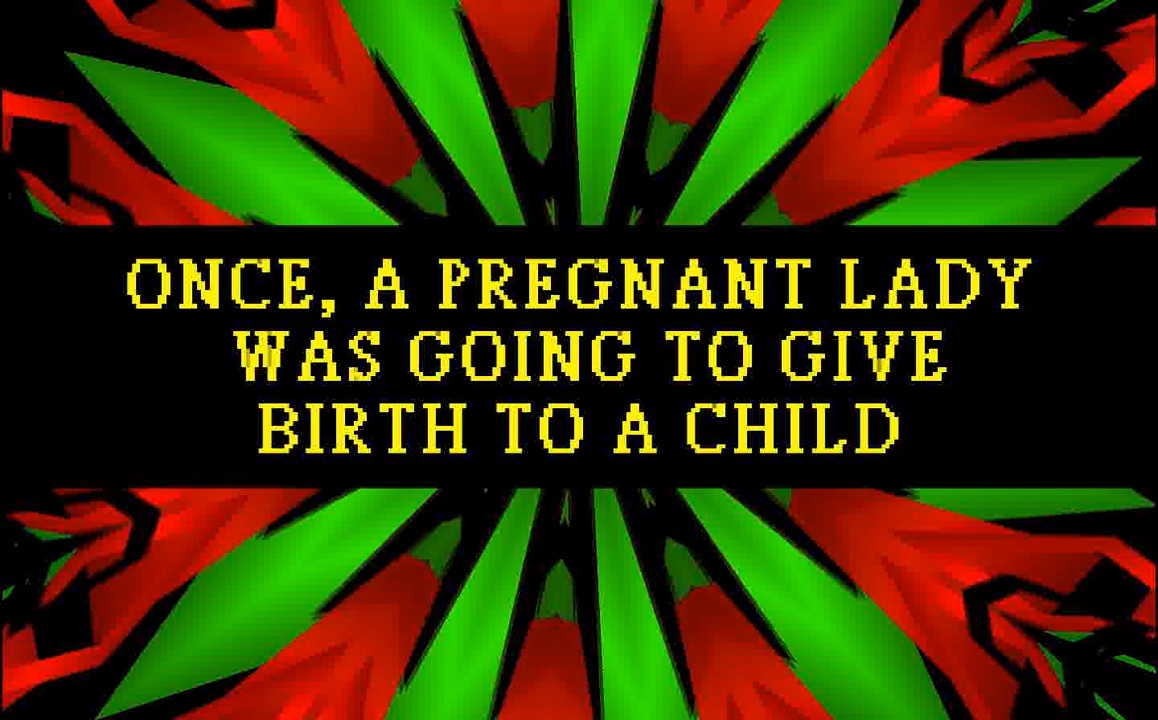 ONCE, A PREGNANT LADY
WAS GOING TO GIVE
BIRTH TO A CHILD